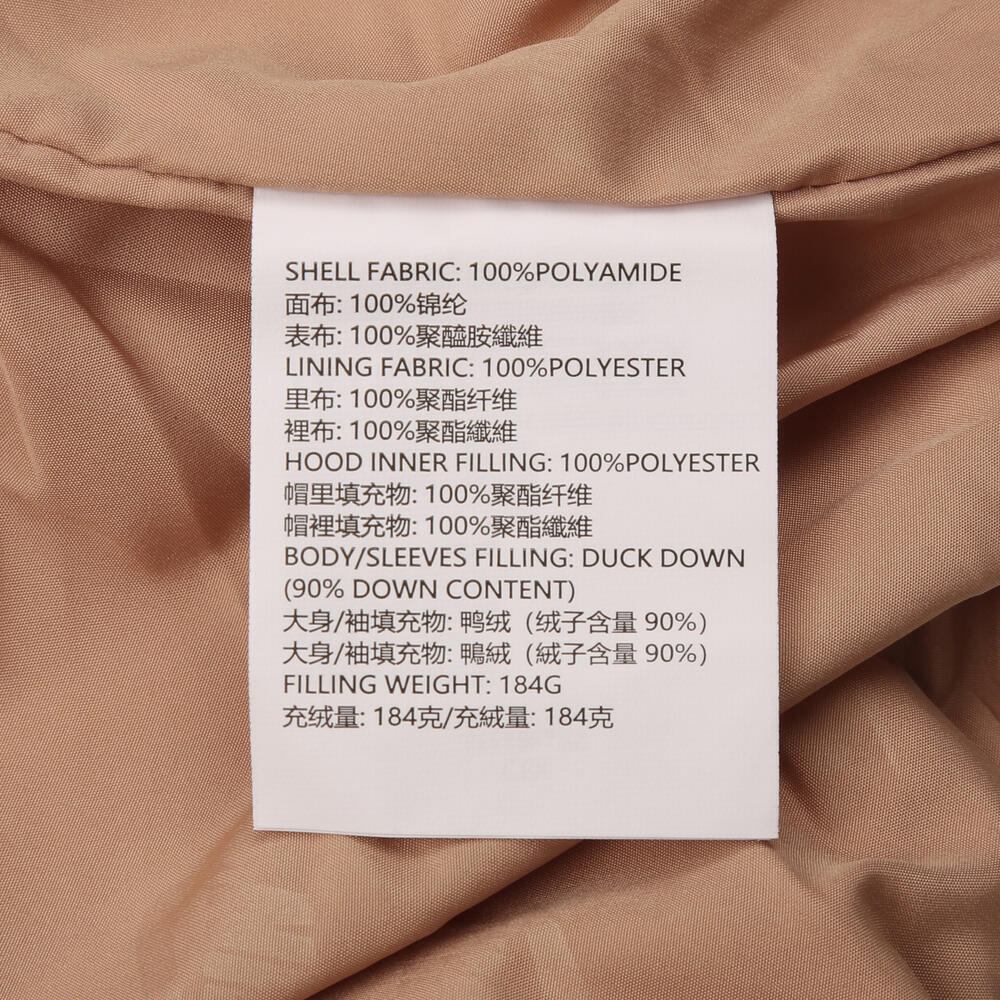 SHELL FABRIC: 100%POLYAMIDE
面布: 100%锦纶
表布: 100%聚醯胺纖維
LINING FABRIC: 100%POLYESTER
里布: 100%聚酯纤维
裡布: 100%聚酯纖維
HOOD INNER FILLING: 100%POLYESTER
帽里填充物: 100%聚酯纤维
帽裡填充物: 100%聚酯纖維
BODY/SLEEVES FILLING: DUCK DOWN
(90% DOWN CONTENT)
大身/袖填充物: 鸭绒（绒子含量 90%）
大身/袖填充物: 鴨絨（絨子含量 90%）
FILLING WEIGHT: 184G
充绒量: 184克/充絨量: 184克